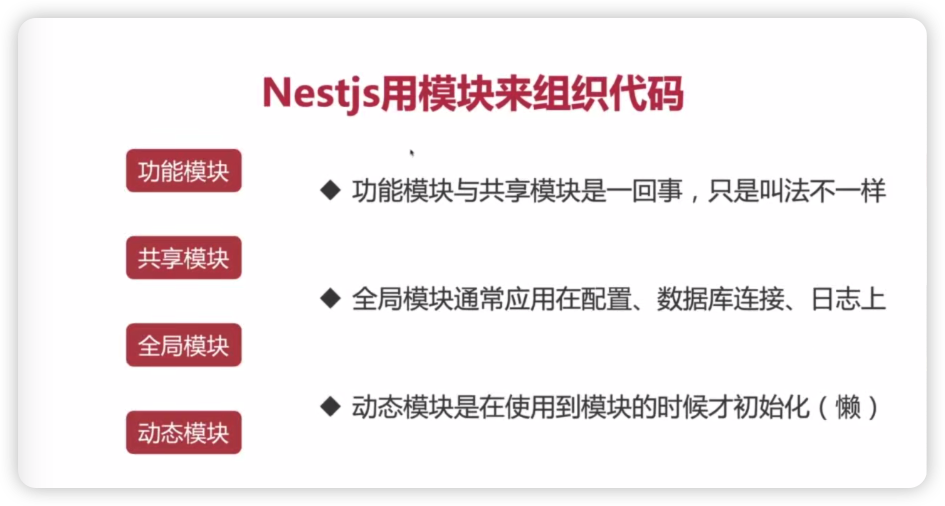 Nestjs用模块来组织代码
功能模块
共享模块
全局模块
动态模块
◆ 功能模块与共享模块是一回事，只是叫法不一样
◆ 全局模块通常应用在配置、数据库连接、日志上
◆ 动态模块是在使用到模块的时候才初始化（懒）